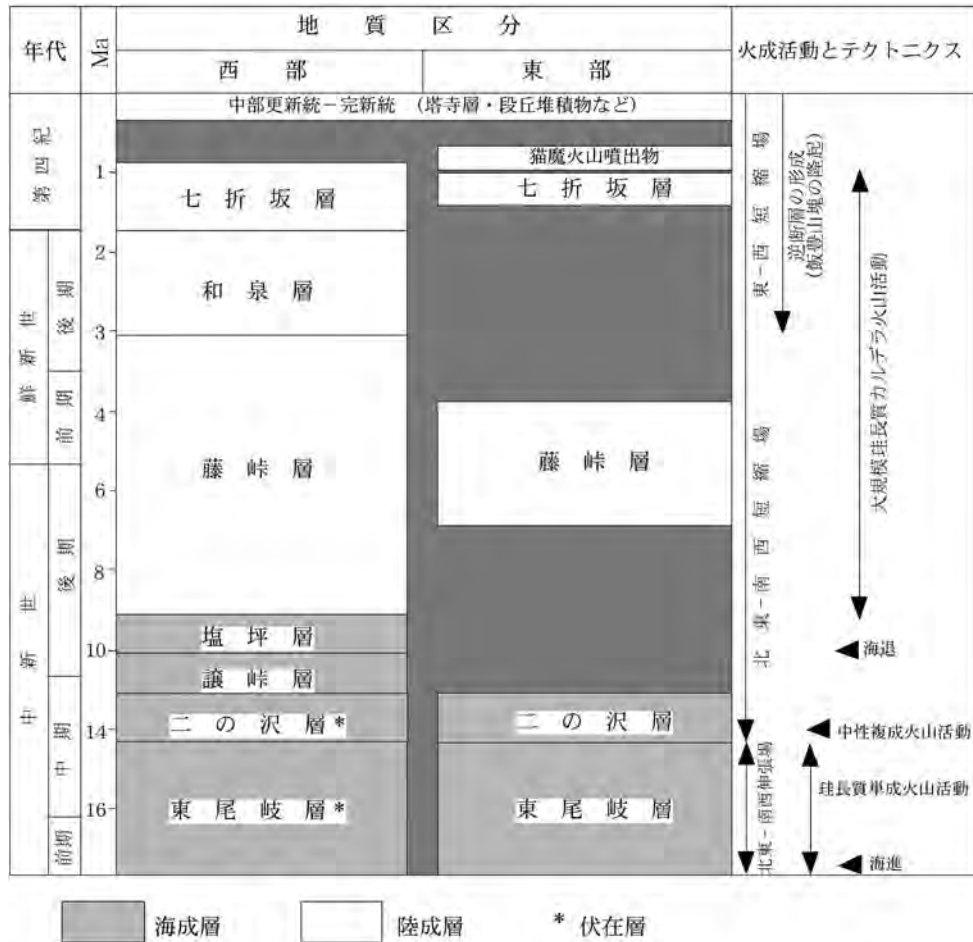 年代
Ma
地質区分
西部
東部
火成活動とテクトニクス
中部更新統－完新統 （塔寺層・段丘堆積物など）
第四紀
鮮新世
後期
前期
中新世
後期
中期
前期
1
2
3
4
6
8
10
14
16
七折坂層
和泉層
藤峠層
塩坪層
譲峠層
二の沢層*
東尾岐層*
猫魔火山噴出物
七折坂層
藤峠層
二の沢層
東尾岐層
東－西短縮場
逆断層の形成
(飯豊山塊の隆起)
大規模珪長質カルデラ火山活動
北東－南西短縮場
海退
中性複成火山活動
北東－南西伸張場
珪長質単成火山活動
海進
海成層
陸成層
* 伏在層